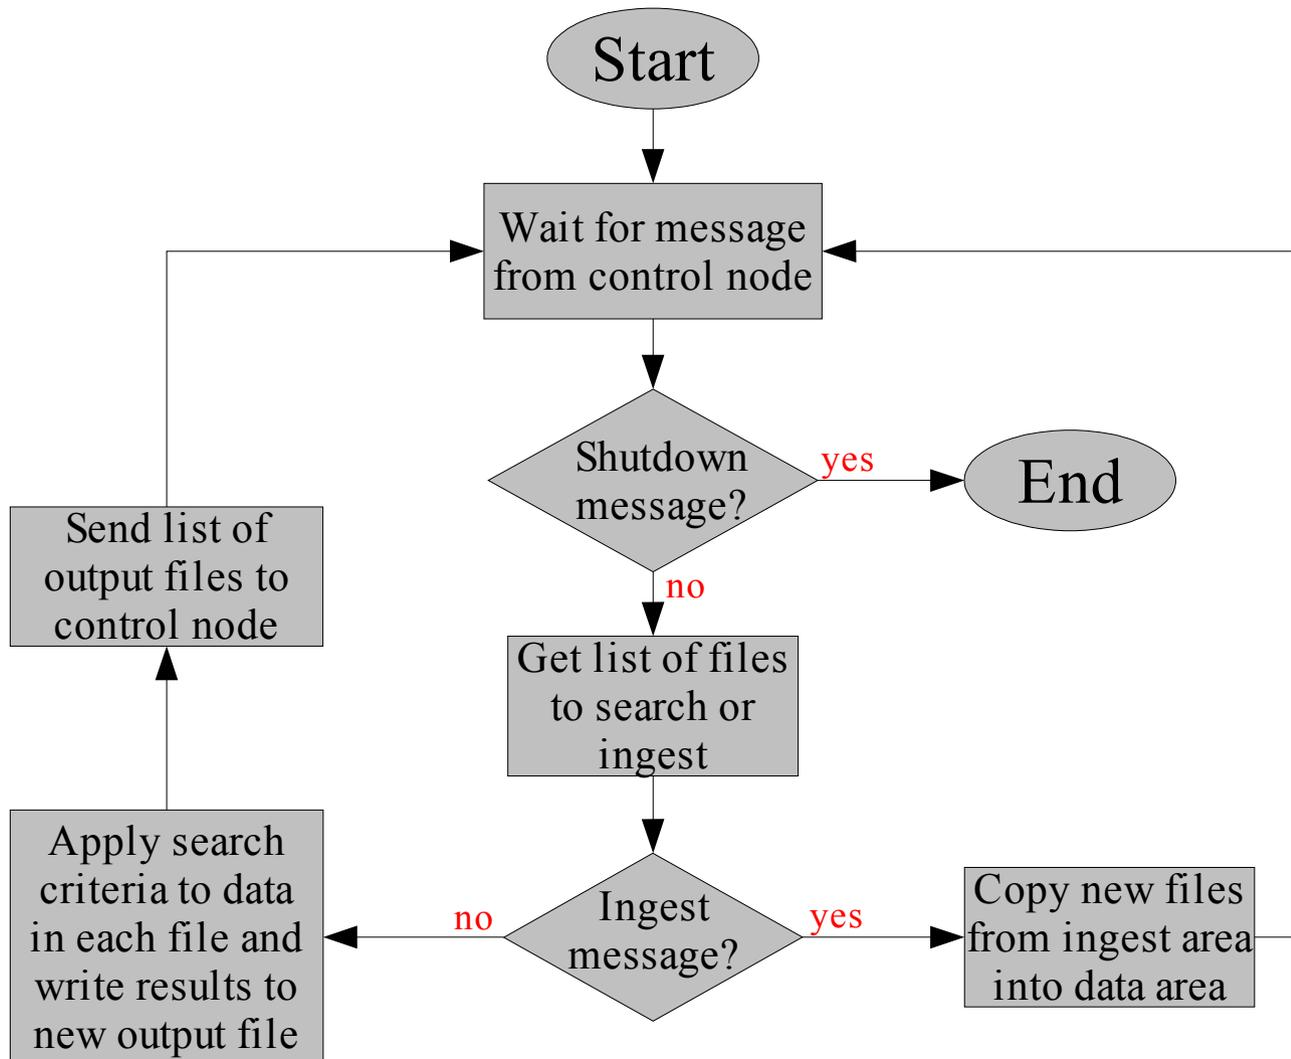 Start
Wait for message
from control node
Shutdown
message?
yes
End
no
Send list of
output files to
control node
Get list of files
to search or
ingest
Apply search
criteria to data
in each file and
write results to
new output file
no
Ingest
message?
yes
Copy new files
from ingest area
into data area